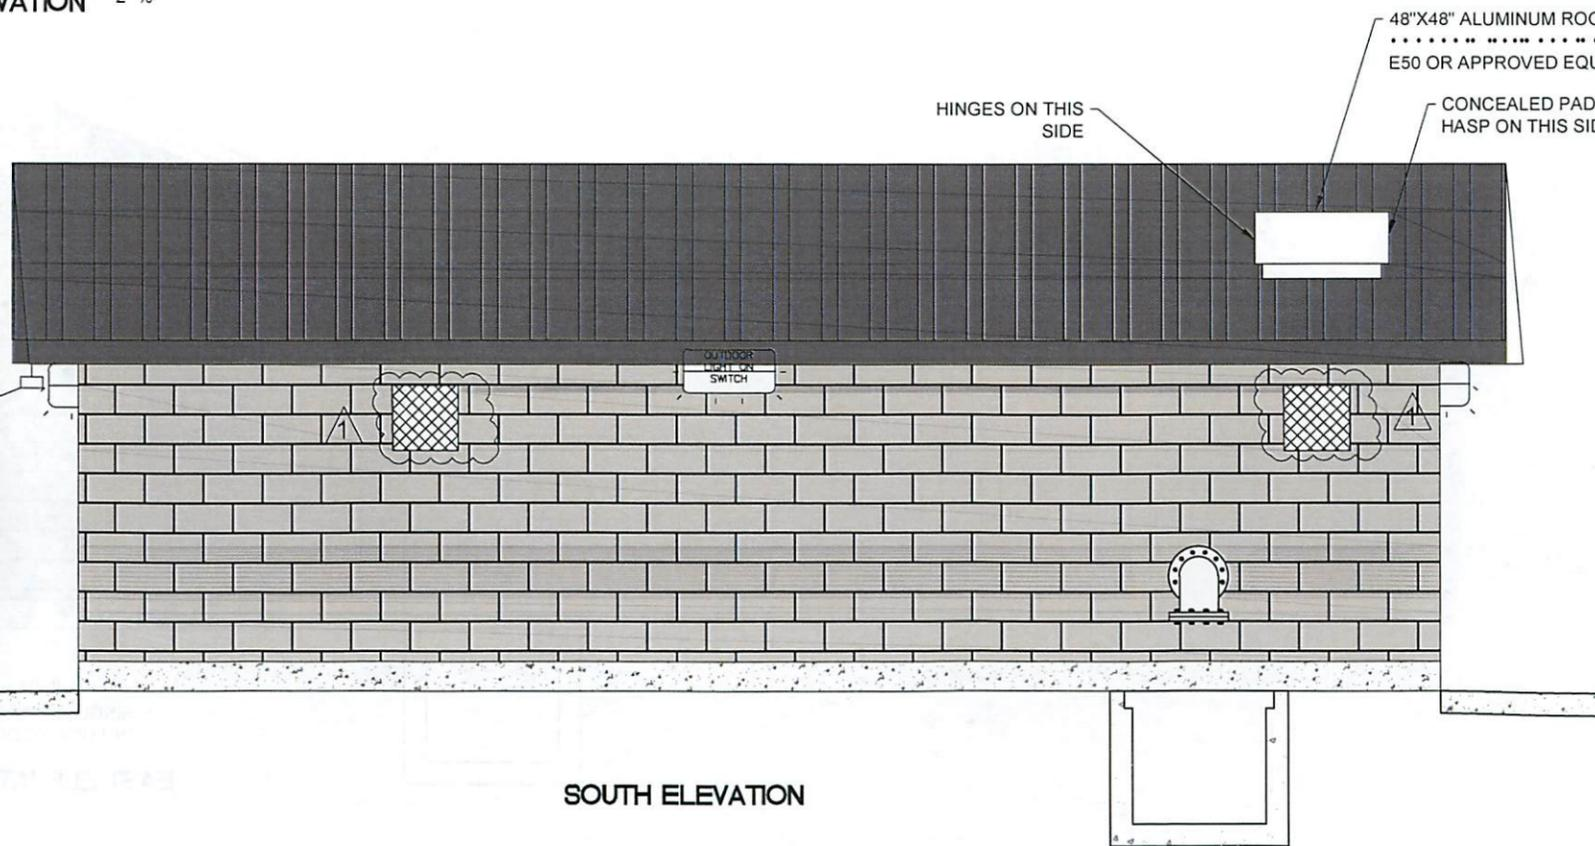 VATION
48"X48" ALUMINUM ROO
E50 OR APPROVED EQU
HINGES ON THIS
SIDE
CONCEALED PAD
HASP ON THIS SID
OUTDOOR
LIGHT ON
SWITCH
1
1
SOUTH ELEVATION